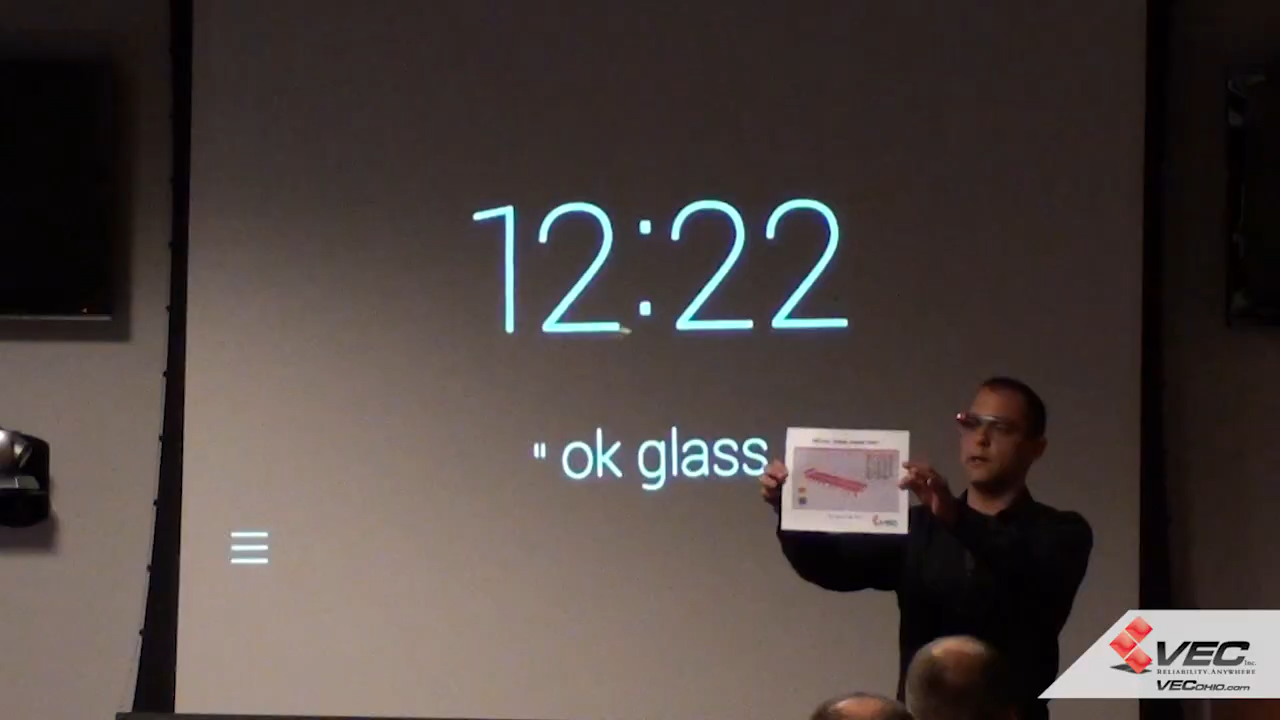 12:22
" ok glass
VEC Inc.
RELIABILITY. ANYWHERE
VECOHIO.com